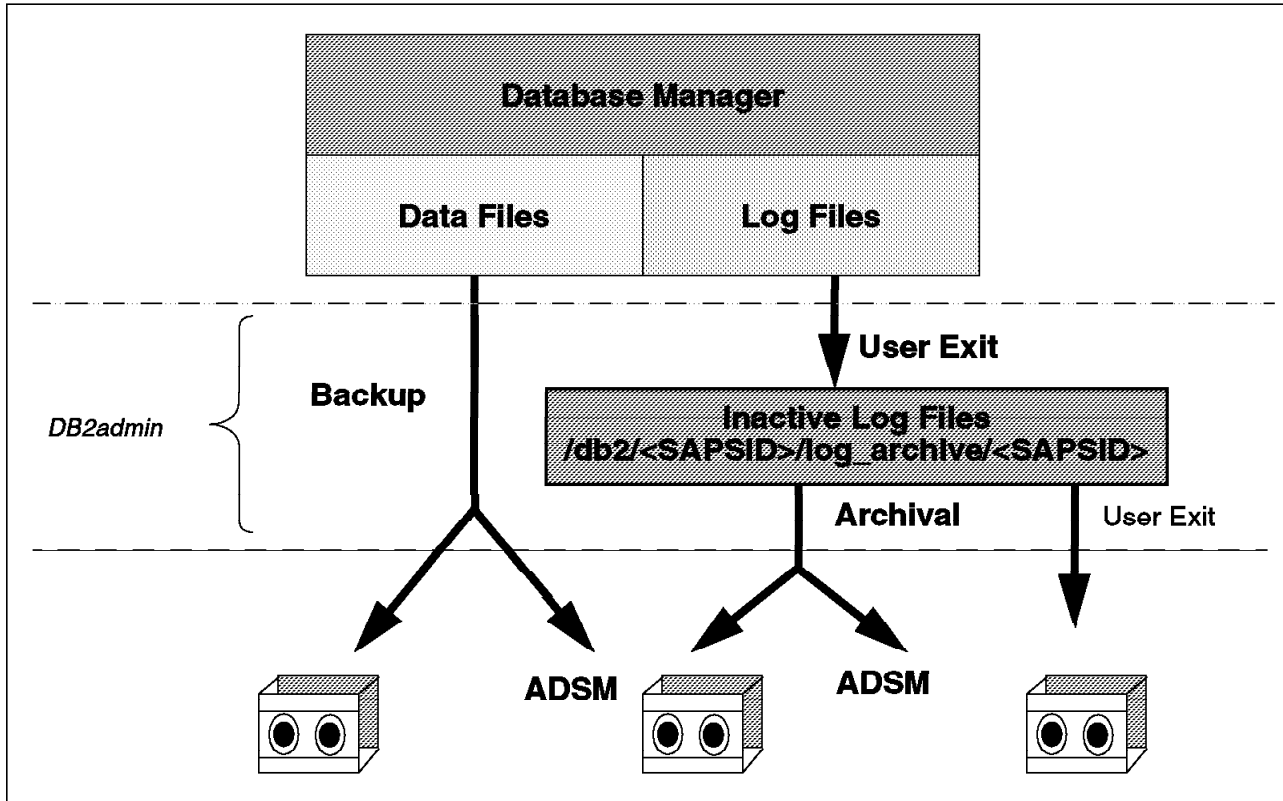 Database Manager
Data Files
Log Files
User Exit
Backup
DB2admin
Inactive Log Files
/db2/<SAPSID>/log_archive/<SAPSID>
Archival
User Exit
ADSM
ADSM